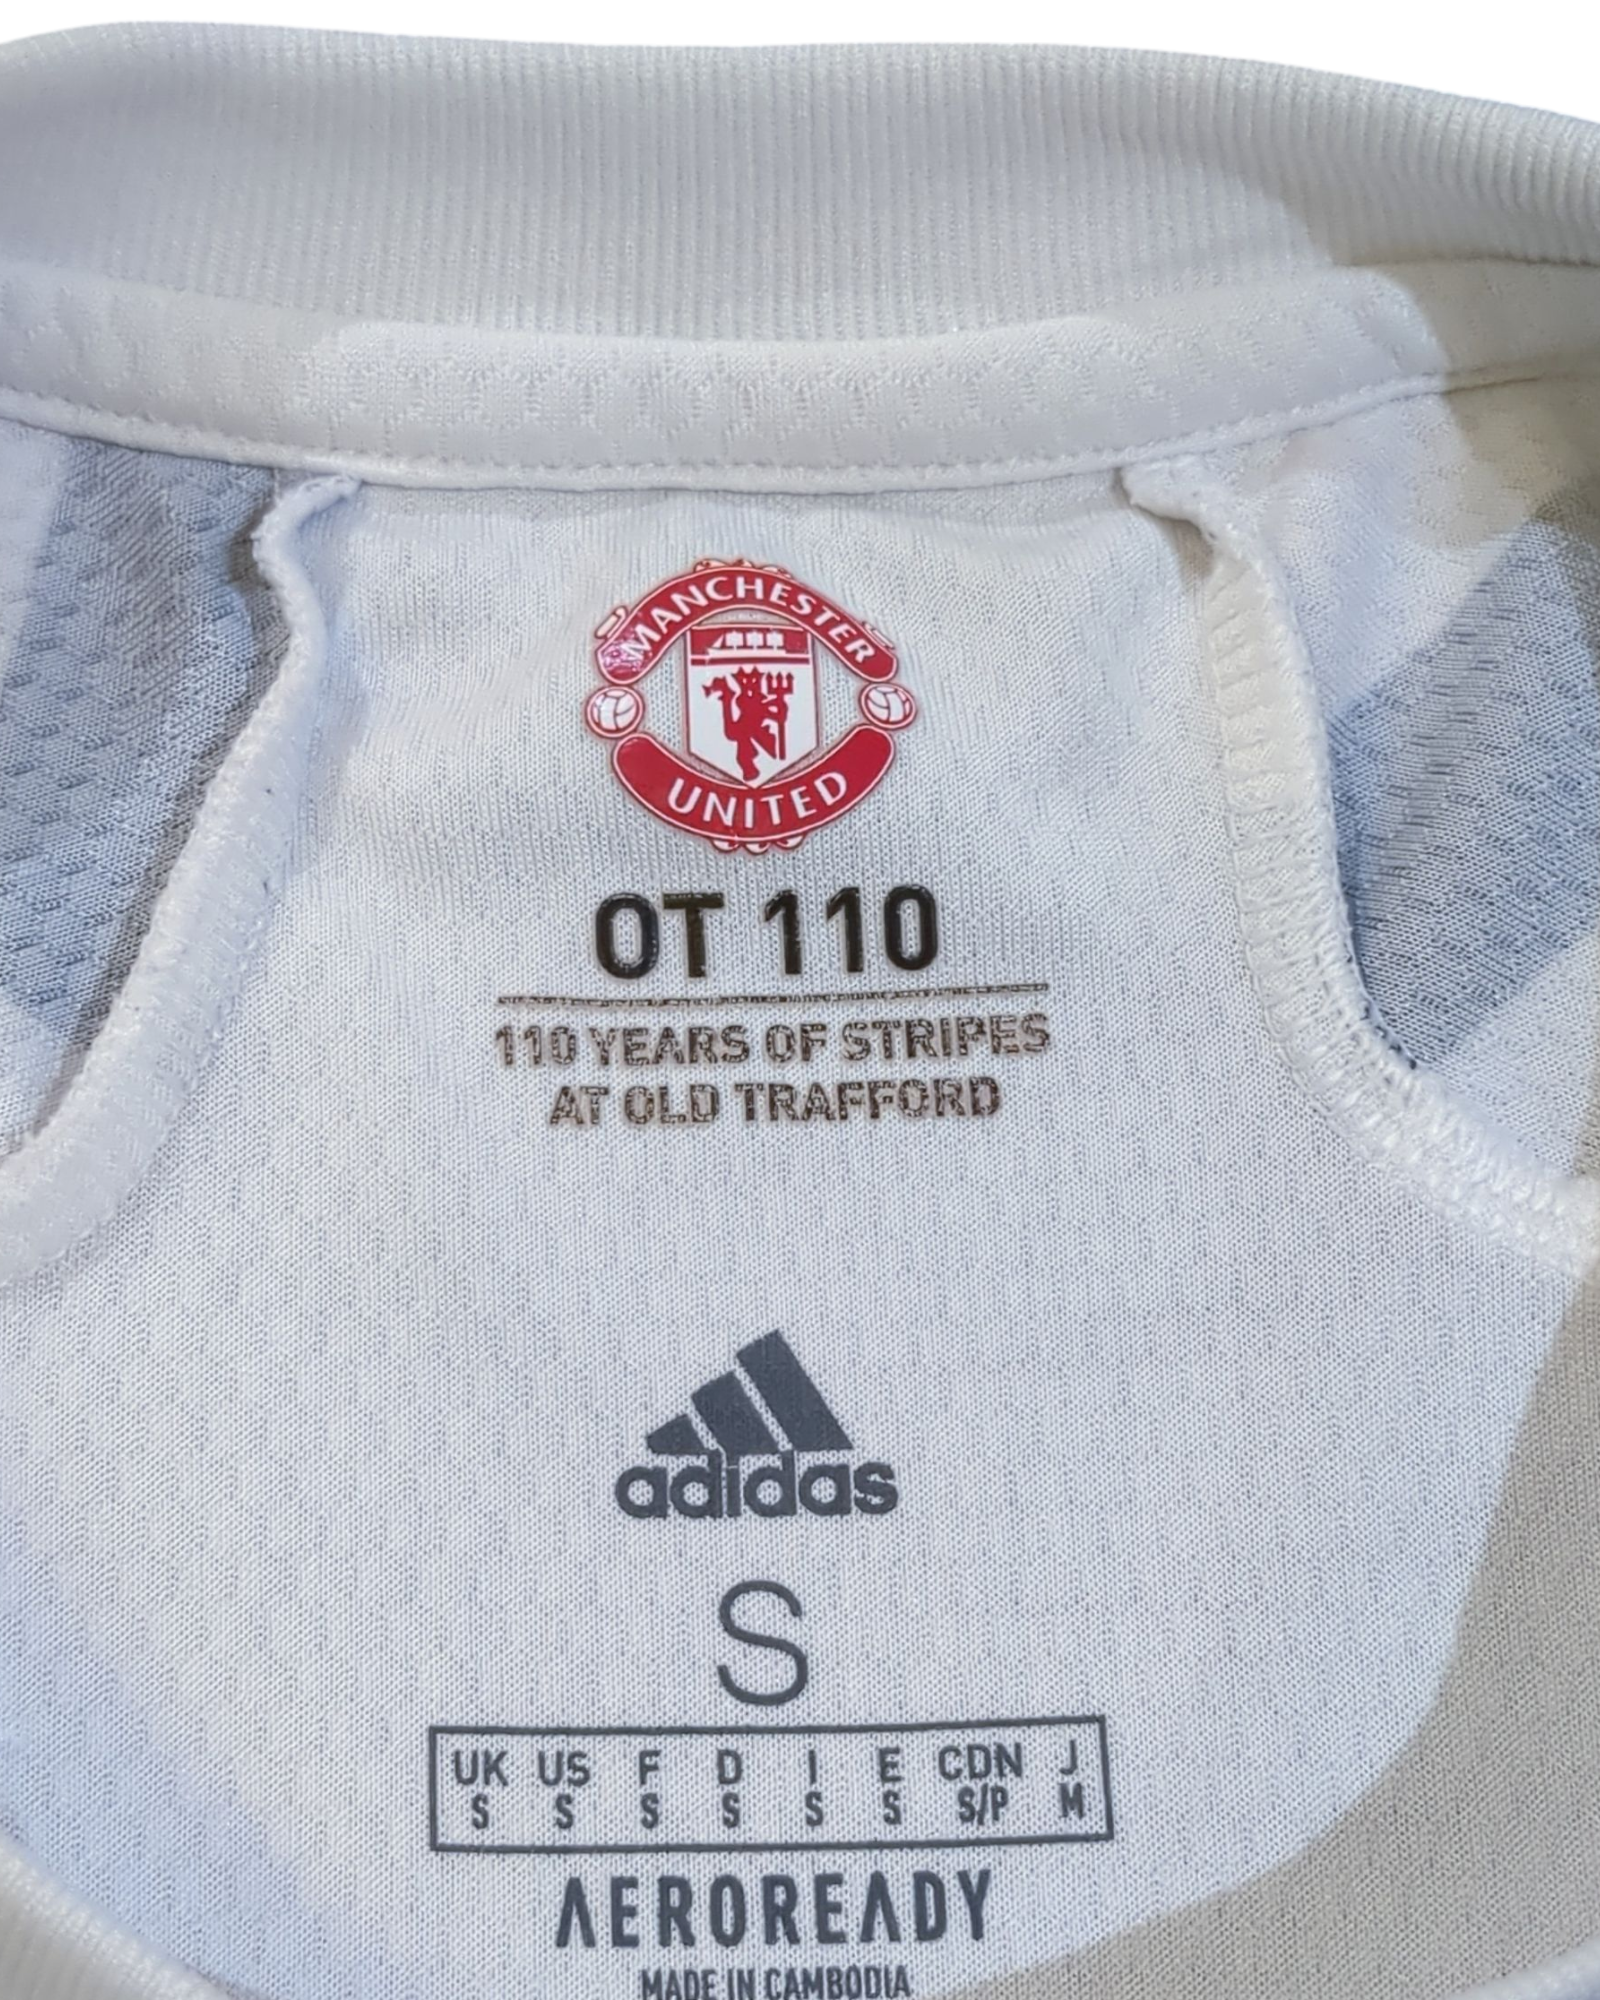 MANCHESTER
UNITED
OT 110
110 YEARS OF STRIPES
AT OLD TRAFFORD
adidas
S
UK US F D I E CDN J
S S S S S S S/P M
AEROREADY
MADE IN CAMBODIA